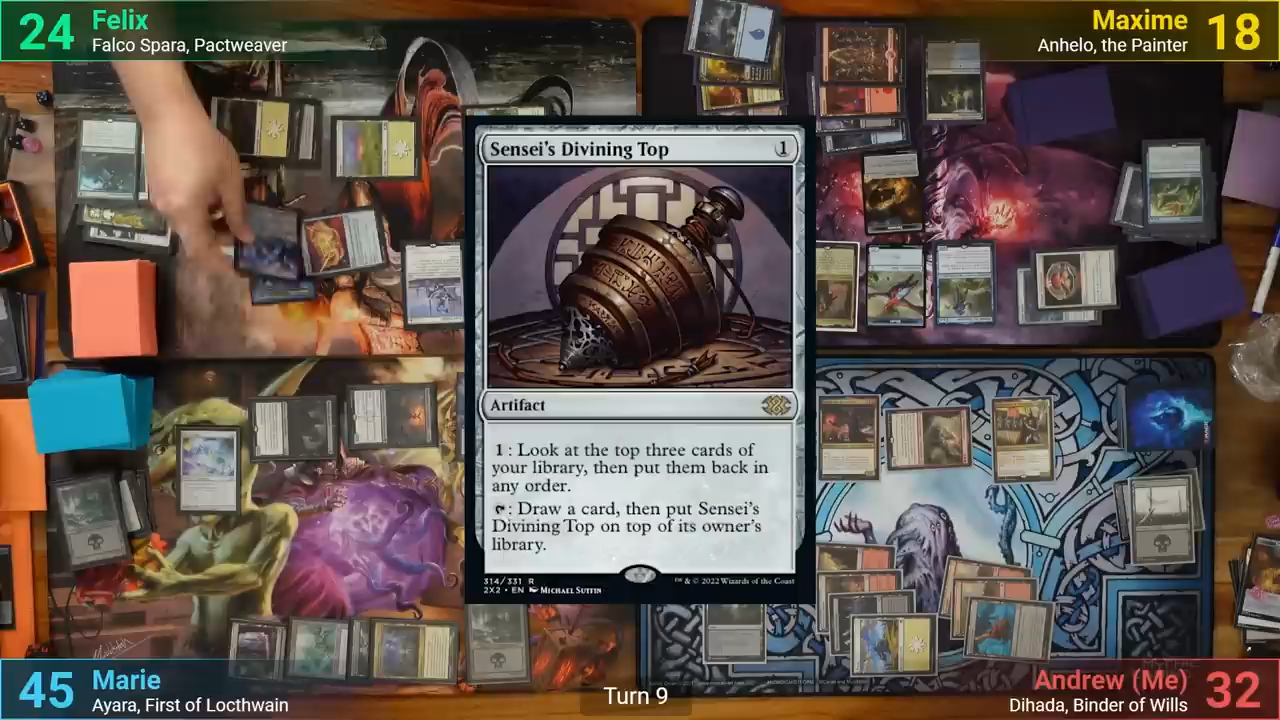 24 Felix
Falco Spara, Pactweaver
Maxime 18
Anhelo, the Painter
Sensei's Divining Top 1
Artifact
1: Look at the top three cards of
your library, then put them back in
any order.
: Draw a card, then put Sensei's
Divining Top on top of its owner's
library.
314/331 R
2X2 • EN MICHAEL SUTFIN
™ & © 2022 Wizards of the Coast
45 Marie
Ayara, First of Locthwain
Turn 9
Andrew (Me) 32
Dihada, Binder of Wills